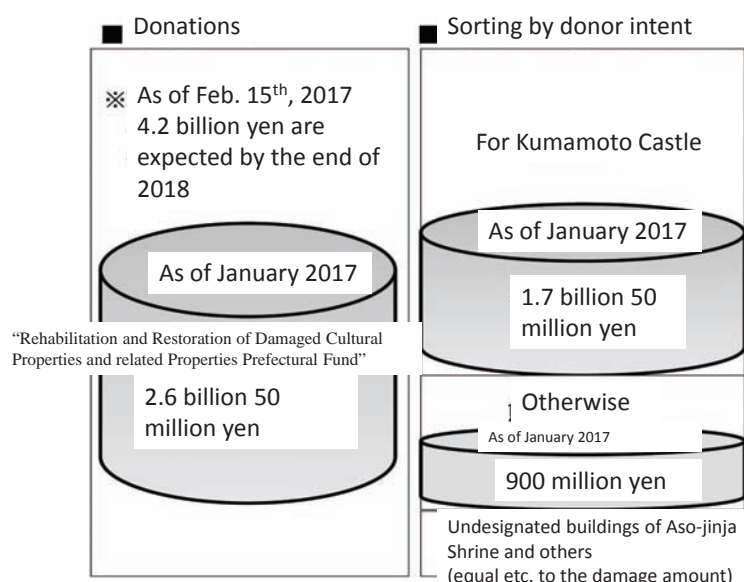 ■ Donations
※ As of Feb. 15th, 2017
4.2 billion yen are
expected by the end of
2018
As of January 2017
“Rehabilitation and Restoration of Damaged Cultural
Properties and related Properties Prefectural Fund”
2.6 billion 50
million yen
■ Sorting by donor intent
For Kumamoto Castle
As of January 2017
1.7 billion 50
million yen
Otherwise
As of January 2017
900 million yen
Undesignated buildings of Aso-jinja
Shrine and others
(equal etc. to the damage amount)